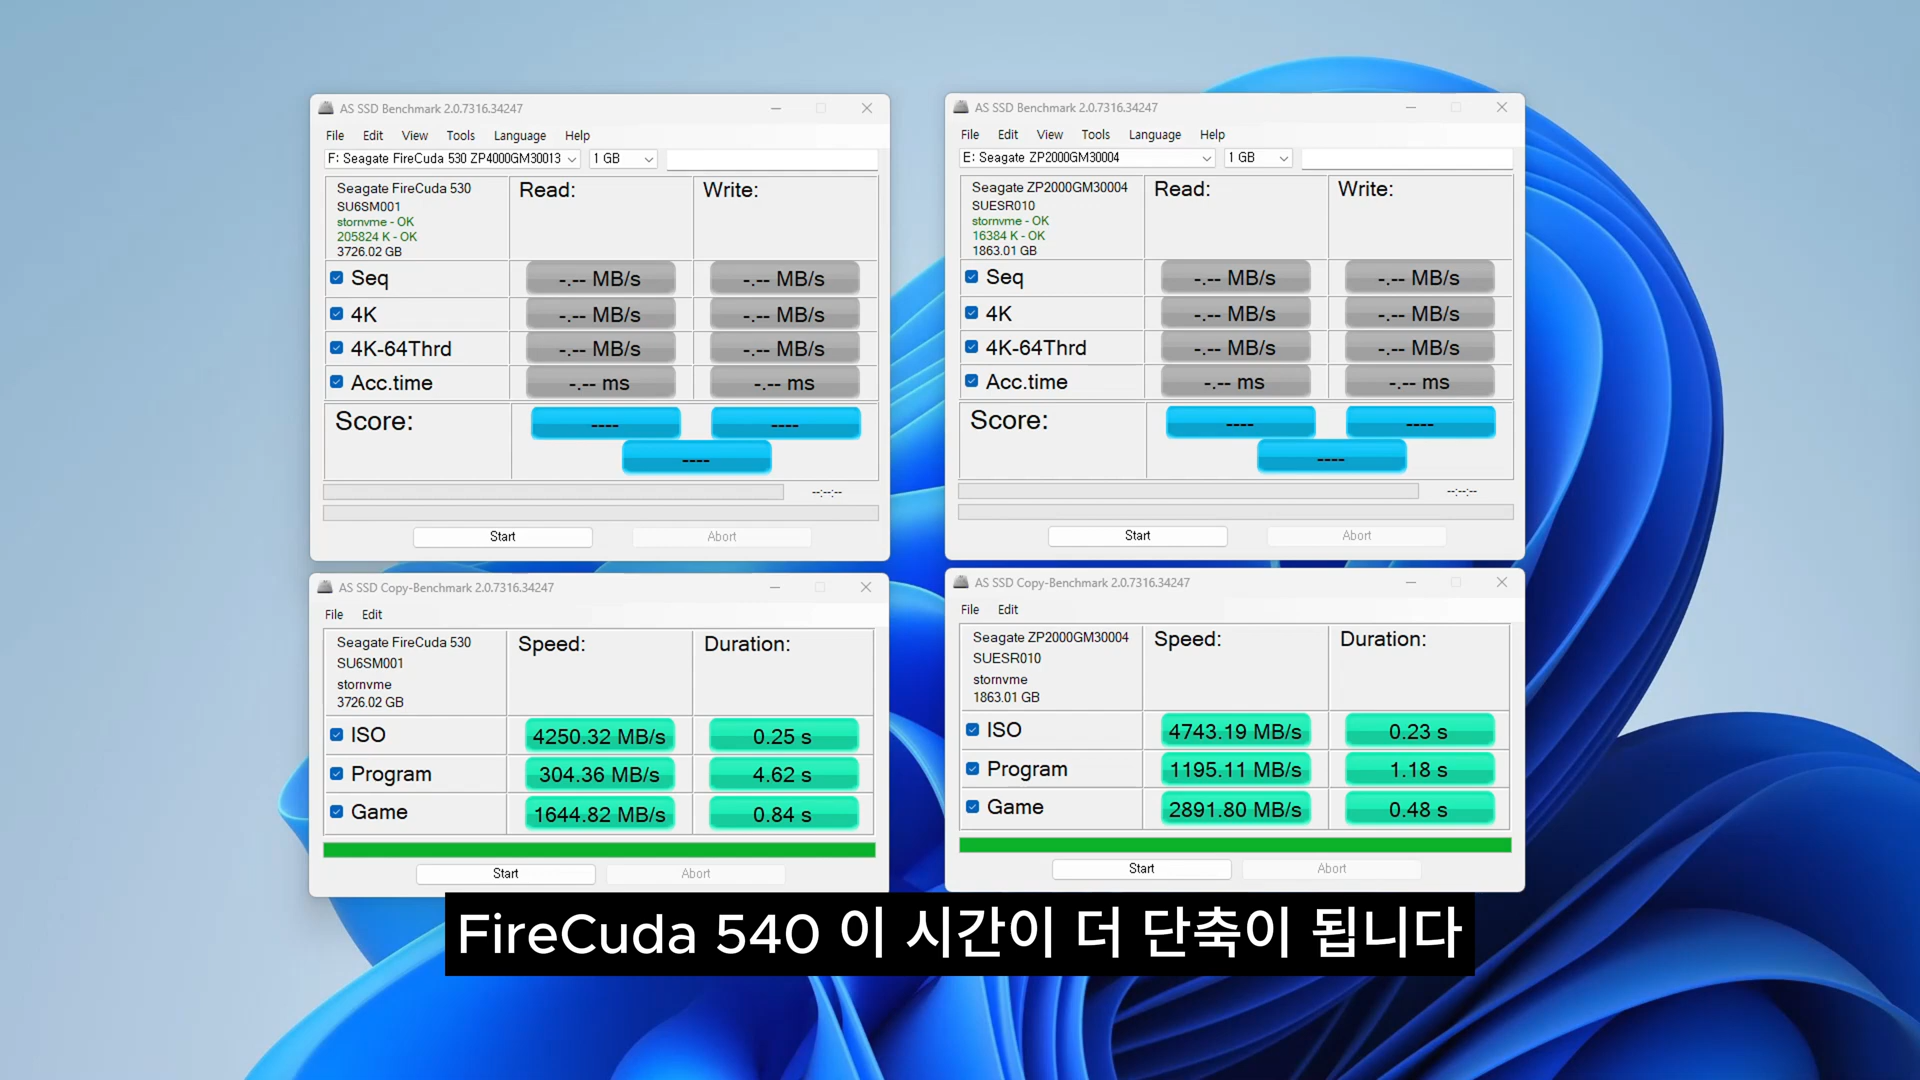 AS SSD Benchmark 2.0.7316.34247
File Edit View Tools Language Help
F: Seagate FireCuda 530 ZP4000GM30013 1 GB
Seagate FireCuda 530 Read: Write:
SU6SM001
stornvme - OK
205824 K - OK
3726.02 GB
Seq -.-- MB/s -.-- MB/s
4K -.-- MB/s -.-- MB/s
4K-64Thrd -.-- MB/s -.-- MB/s
Acc.time -.-- ms -.-- ms
Score: ---- ----
----
--:--:--
Start Abort
AS SSD Benchmark 2.0.7316.34247
File Edit View Tools Language Help
E: Seagate ZP2000GM30004 1 GB
Seagate ZP2000GM30004 Read: Write:
SUESR010
stornvme - OK
16384 K - OK
1863.01 GB
Seq -.-- MB/s -.-- MB/s
4K -.-- MB/s -.-- MB/s
4K-64Thrd -.-- MB/s -.-- MB/s
Acc.time -.-- ms -.-- ms
Score: ---- ----
----
--:--:--
Start Abort
AS SSD Copy-Benchmark 2.0.7316.34247
File Edit
Seagate FireCuda 530 Speed: Duration:
SU6SM001
stornvme
3726.02 GB
ISO 4250.32 MB/s 0.25 s
Program 304.36 MB/s 4.62 s
Game 1644.82 MB/s 0.84 s
Start Abort
AS SSD Copy-Benchmark 2.0.7316.34247
File Edit
Seagate ZP2000GM30004 Speed: Duration:
SUESR010
stornvme
1863.01 GB
ISO 4743.19 MB/s 0.23 s
Program 1195.11 MB/s 1.18 s
Game 2891.80 MB/s 0.48 s
Start Abort
FireCuda 540 이 시간이 더 단축이 됩니다